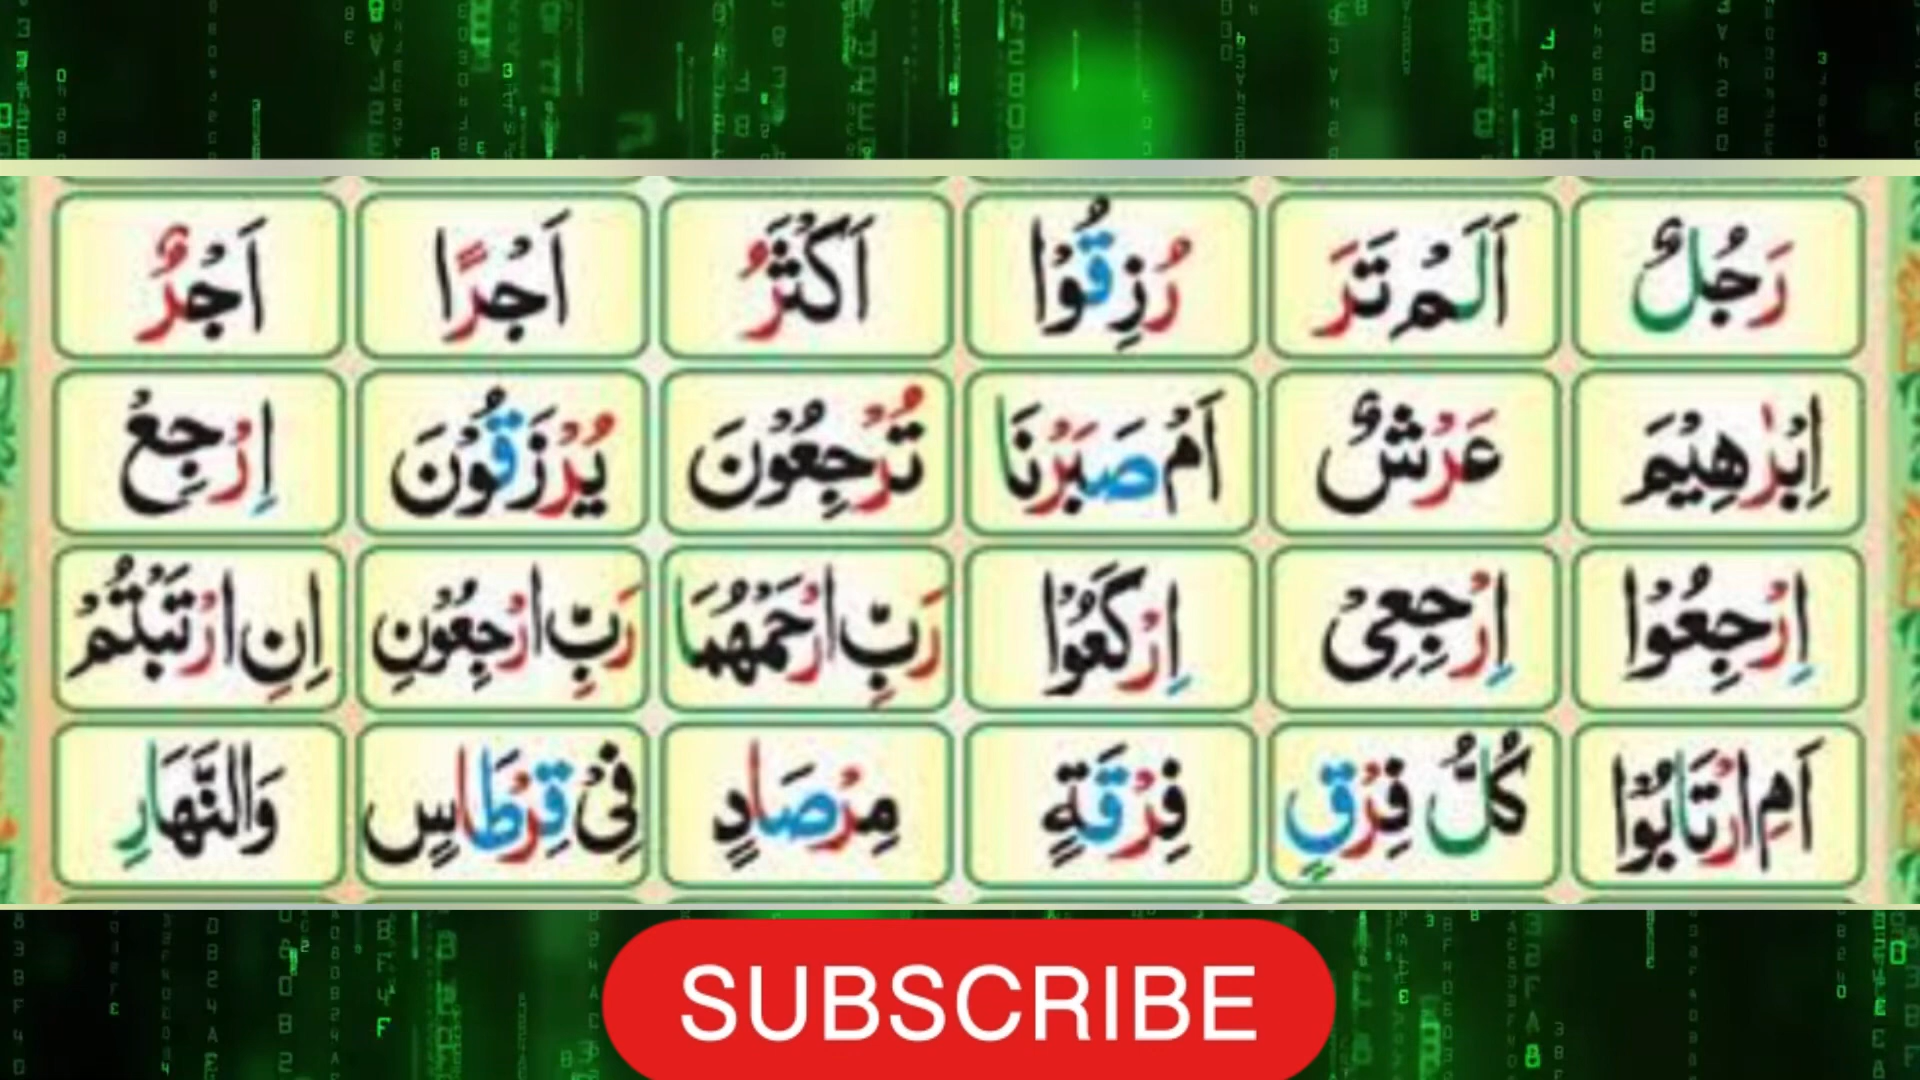 رَجُلٌ اَلَمْ تَرَ رُزِقُوْا اَكْثَرُ اَجْرًا اَجْرٌ
اِبْرٰهِيْمَ عَرْشٌ اَمْ صَبَرْنَا تُرْجِعُوْنَ يُرْزَقُوْنَ اِرْجِعْ
اِرْجِعُوْا اِرْجِعِىْ اِرْكَعُوْا رَبِّ ارْحَمْهُمَا رَبِّ ارْجِعُوْنِ اِنِ ارْتَبْتُمْ
اَمِ ارْتَابُوْا كُلُّ فِرْقٍ فِرْقَةٍ مِرْصَادٍ فِىْ قِرْطَاسٍ وَالنَّهَارِ
SUBSCRIBE